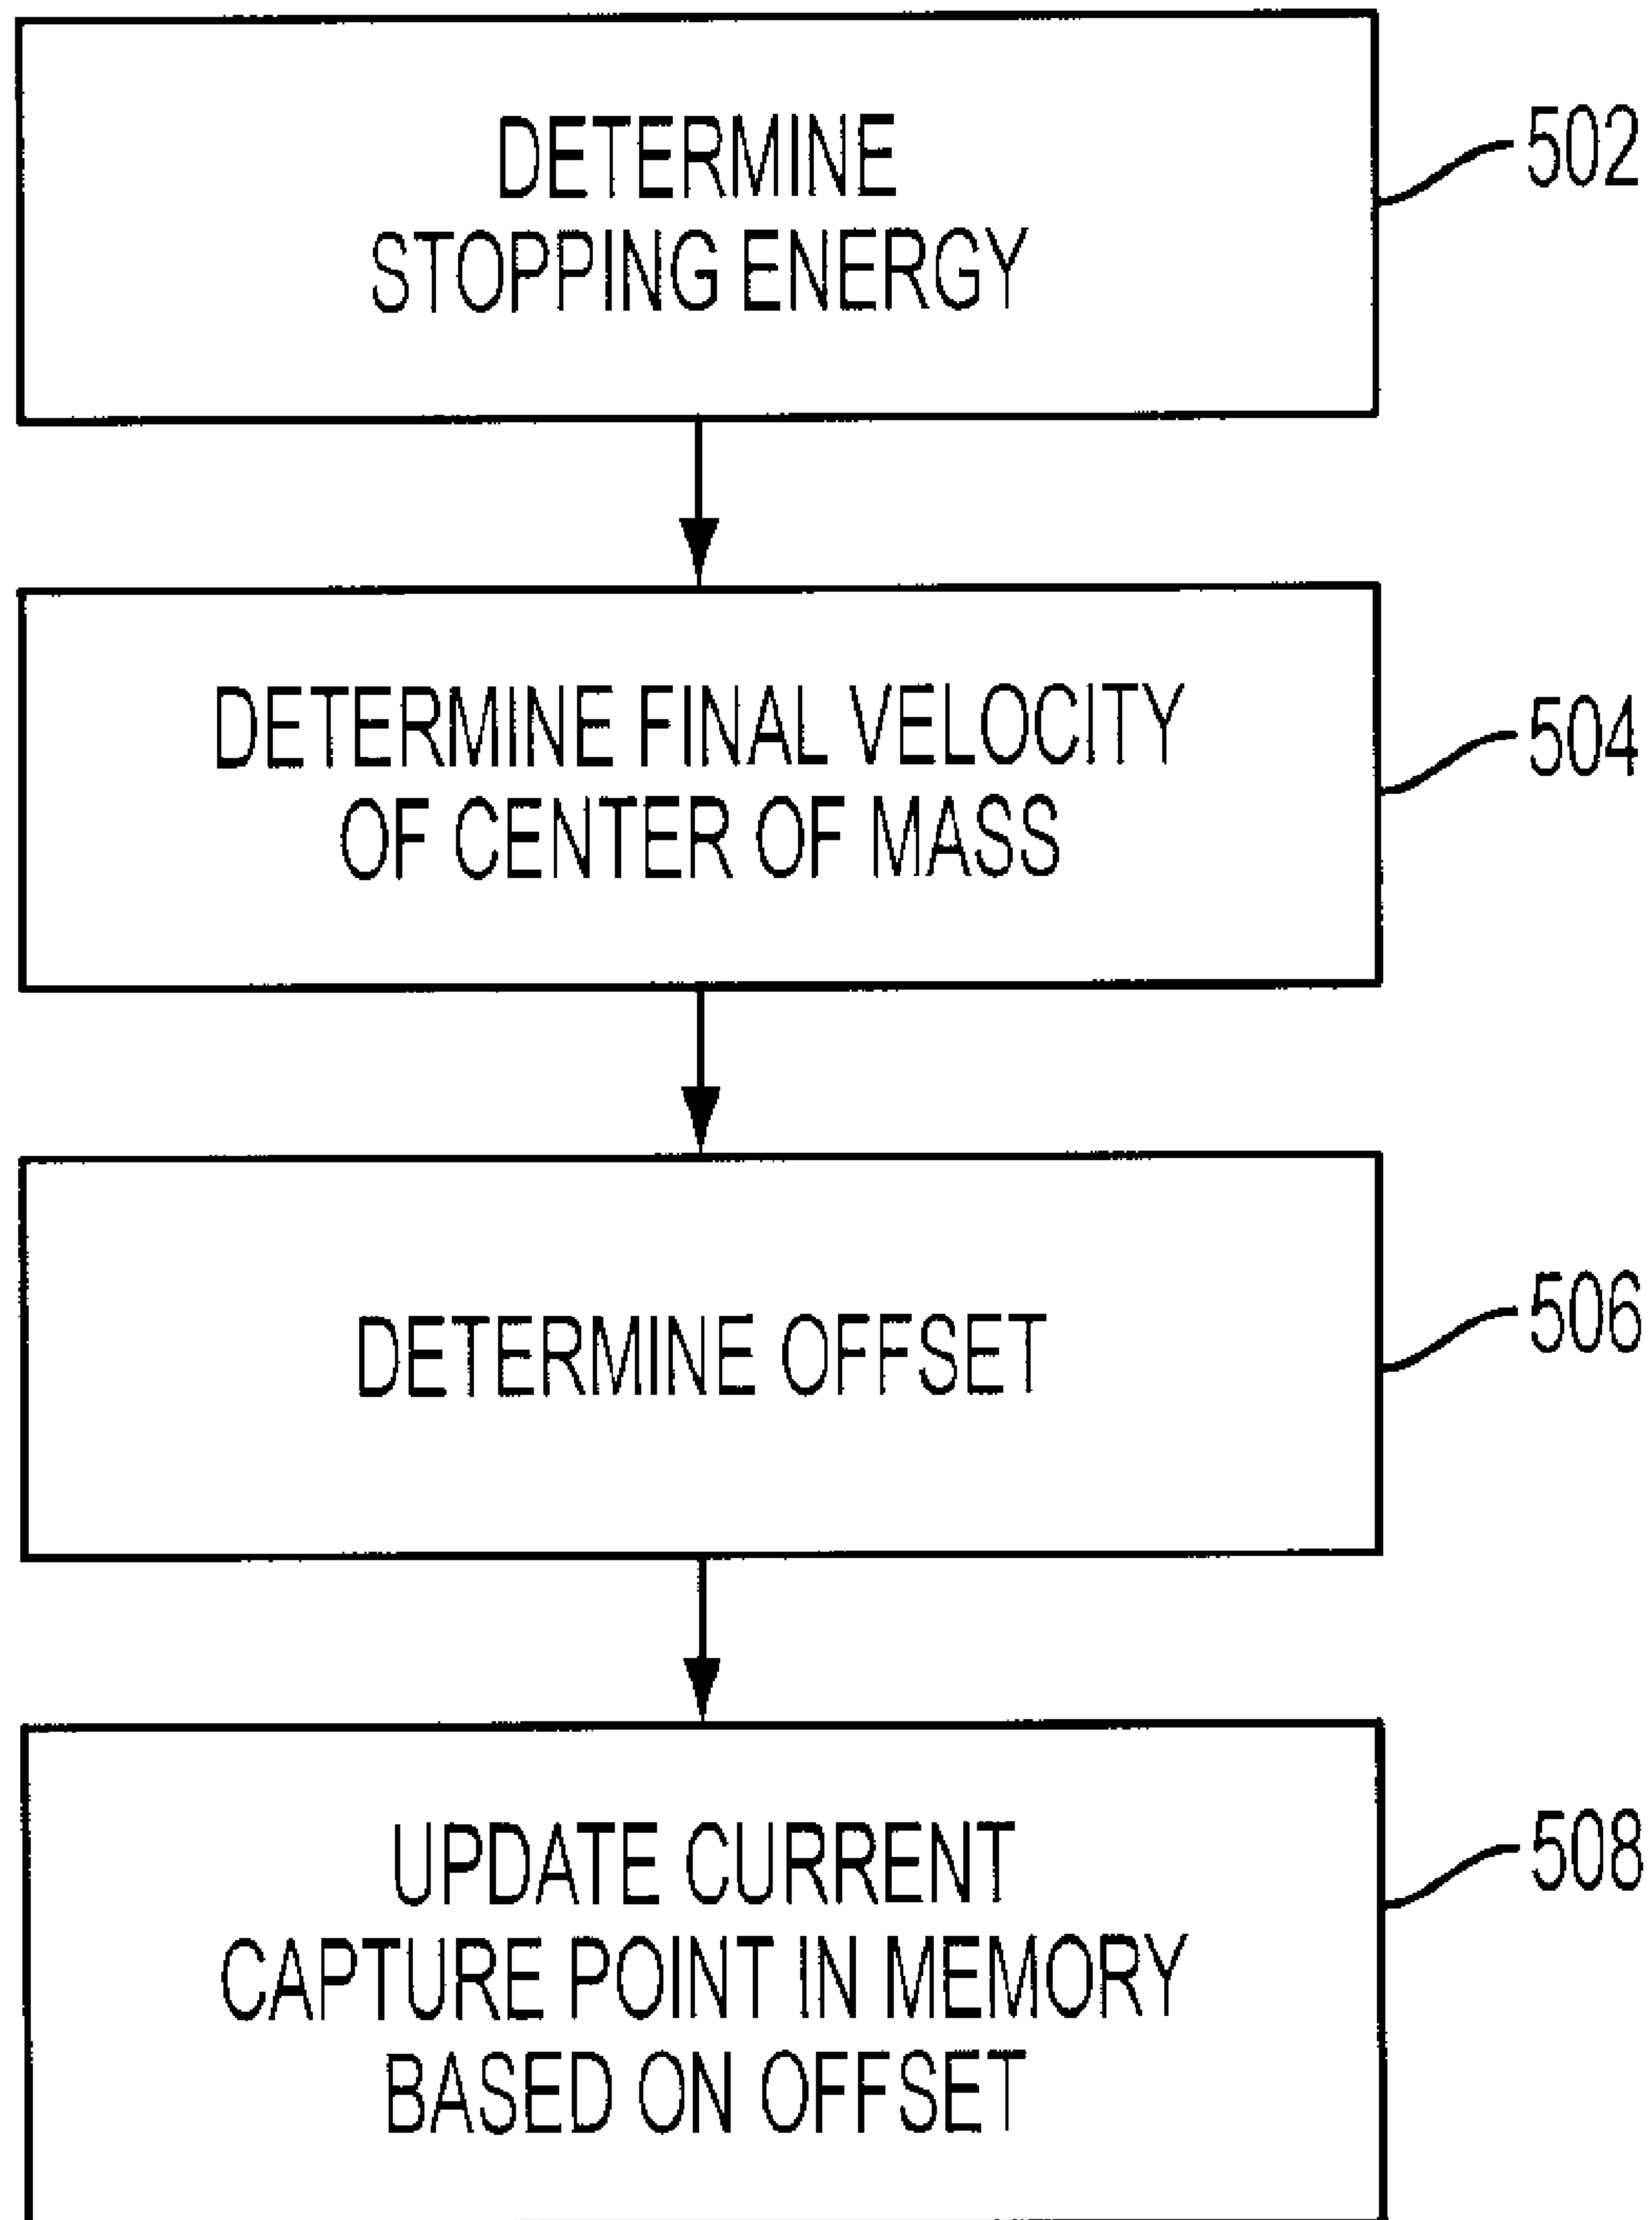 DETERMINE
STOPPING ENERGY
502
DETERMINE FINAL VELOCITY
OF CENTER OF MASS
504
DETERMINE OFFSET
506
UPDATE CURRENT
CAPTURE POINT IN MEMORY
BASED ON OFFSET
508